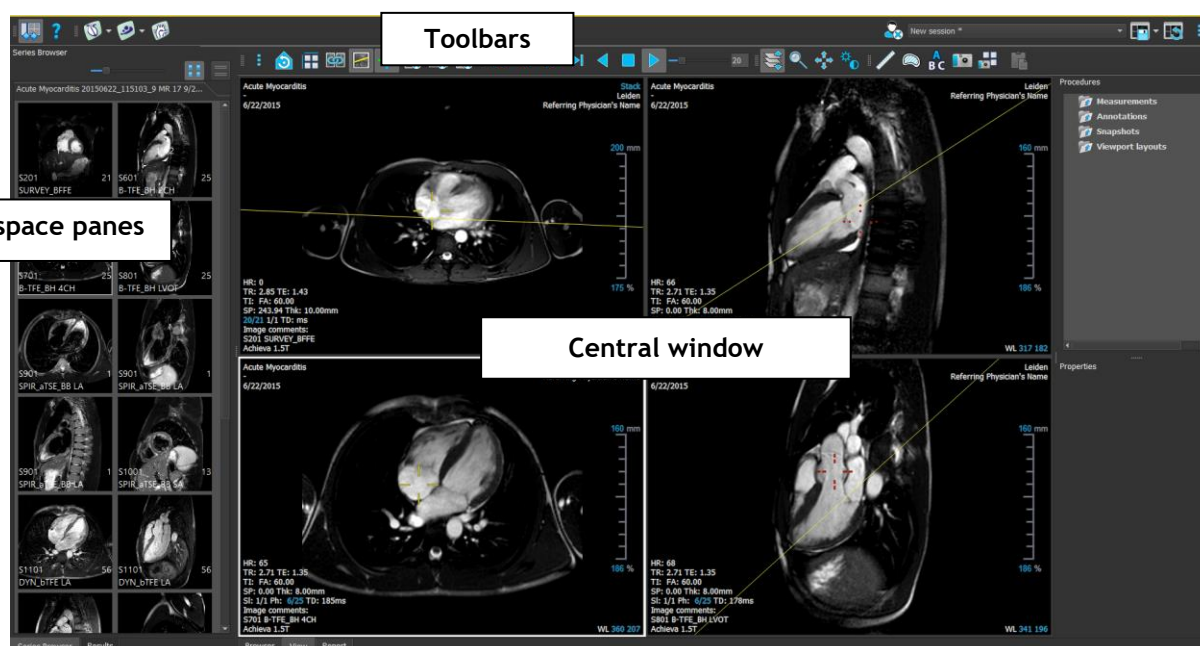 Toolbars
New session *
Series Browser
20
Acute Myocarditis 20150622_115103_9 MR 17 9/2...
S201 21
SURVEY_BFFE
S601 25
B-TFE_BH 2CH
space panes
S701 25
B-TFE_BH 4CH
S801 25
B-TFE_BH LVOT
S901 1
SPIR_aTSE_BB LA
S901 1
SPIR_aTSE_BB LA
S901 1
SPIR_aTSE_BB LA
S1001 13
SPIR_aTSE_BB SA
S1101 56
DYN_bTFE LA
S1101 56
DYN_bTFE LA
Acute Myocarditis
-
6/22/2015
Stack
Leiden
Referring Physician's Name
200 mm
175 %
HR: 0
TR: 2.85 TE: 1.43
TI: FA: 60.00
SP: 243.94 Thk: 10.00mm
20/21 1/1 TD: ms
Image comments:
S201 SURVEY_BFFE
Achieva 1.5T
Acute Myocarditis
-
6/22/2015
Leiden
Referring Physician's Name
160 mm
186 %
HR: 66
TR: 2.71 TE: 1.35
TI: FA: 60.00
SP: 0.00 Thk: 8.00mm
WL 317 182
Central window
Acute Myocarditis
-
6/22/2015
160 mm
186 %
HR: 65
TR: 2.71 TE: 1.35
TI: FA: 60.00
SP: 0.00 Thk: 8.00mm
Sl: 1/1 Ph: 6/25 TD: 185ms
Image comments:
S701 B-TFE_BH 4CH
Achieva 1.5T
WL 360 207
Leiden
Referring Physician's Name
6/22/2015
160 mm
186 %
HR: 68
TR: 2.71 TE: 1.35
TI: FA: 60.00
SP: 0.00 Thk: 8.00mm
Sl: 1/1 Ph: 6/25 TD: 178ms
Image comments:
S801 B-TFE_BH LVOT
Achieva 1.5T
WL 341 196
Procedures
Measurements
Annotations
Snapshots
Viewport layouts
Properties
Series Browser Results
Browser View Report